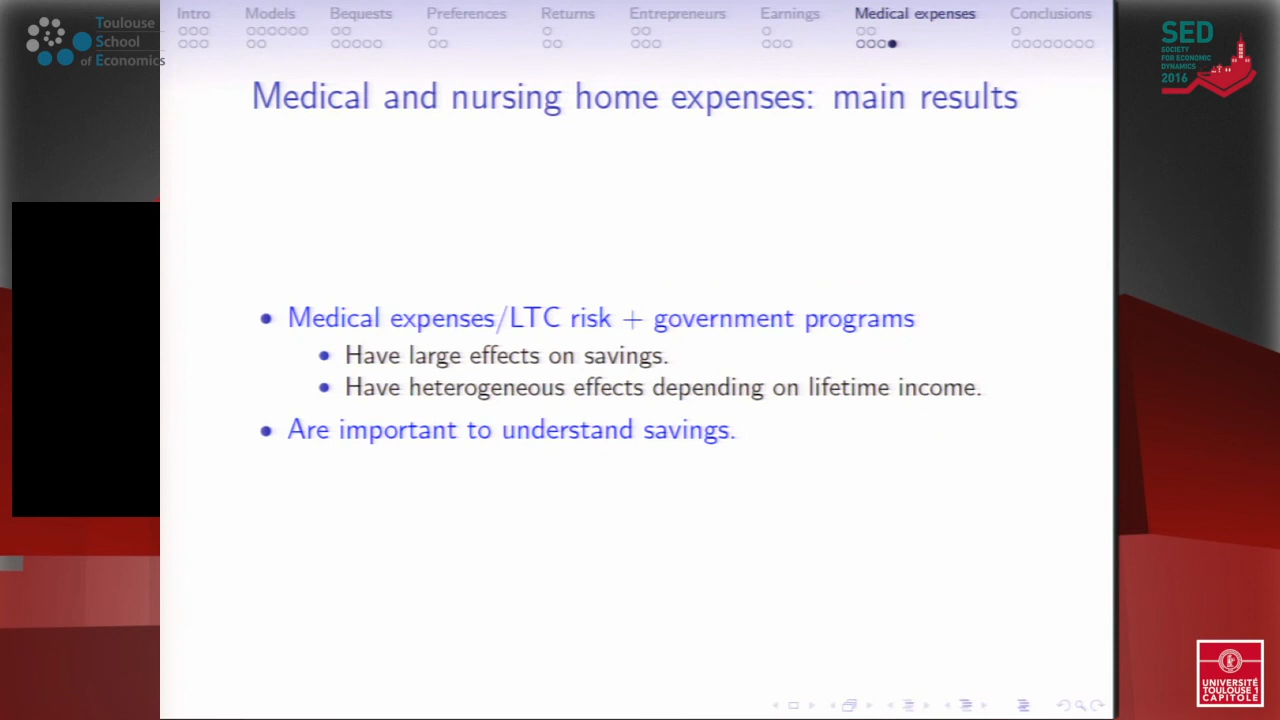 Toulouse
School
of Economics
Intro Models Bequests Preferences Returns Entrepreneurs Earnings Medical expenses Conclusions
SED
SOCIETY
FOR ECONOMIC
DYNAMICS
2016
Medical and nursing home expenses: main results
Medical expenses/LTC risk + government programs
Have large effects on savings.
Have heterogeneous effects depending on lifetime income.
Are important to understand savings.
UNIVERSITÉ
TOULOUSE 1
CAPITOLE